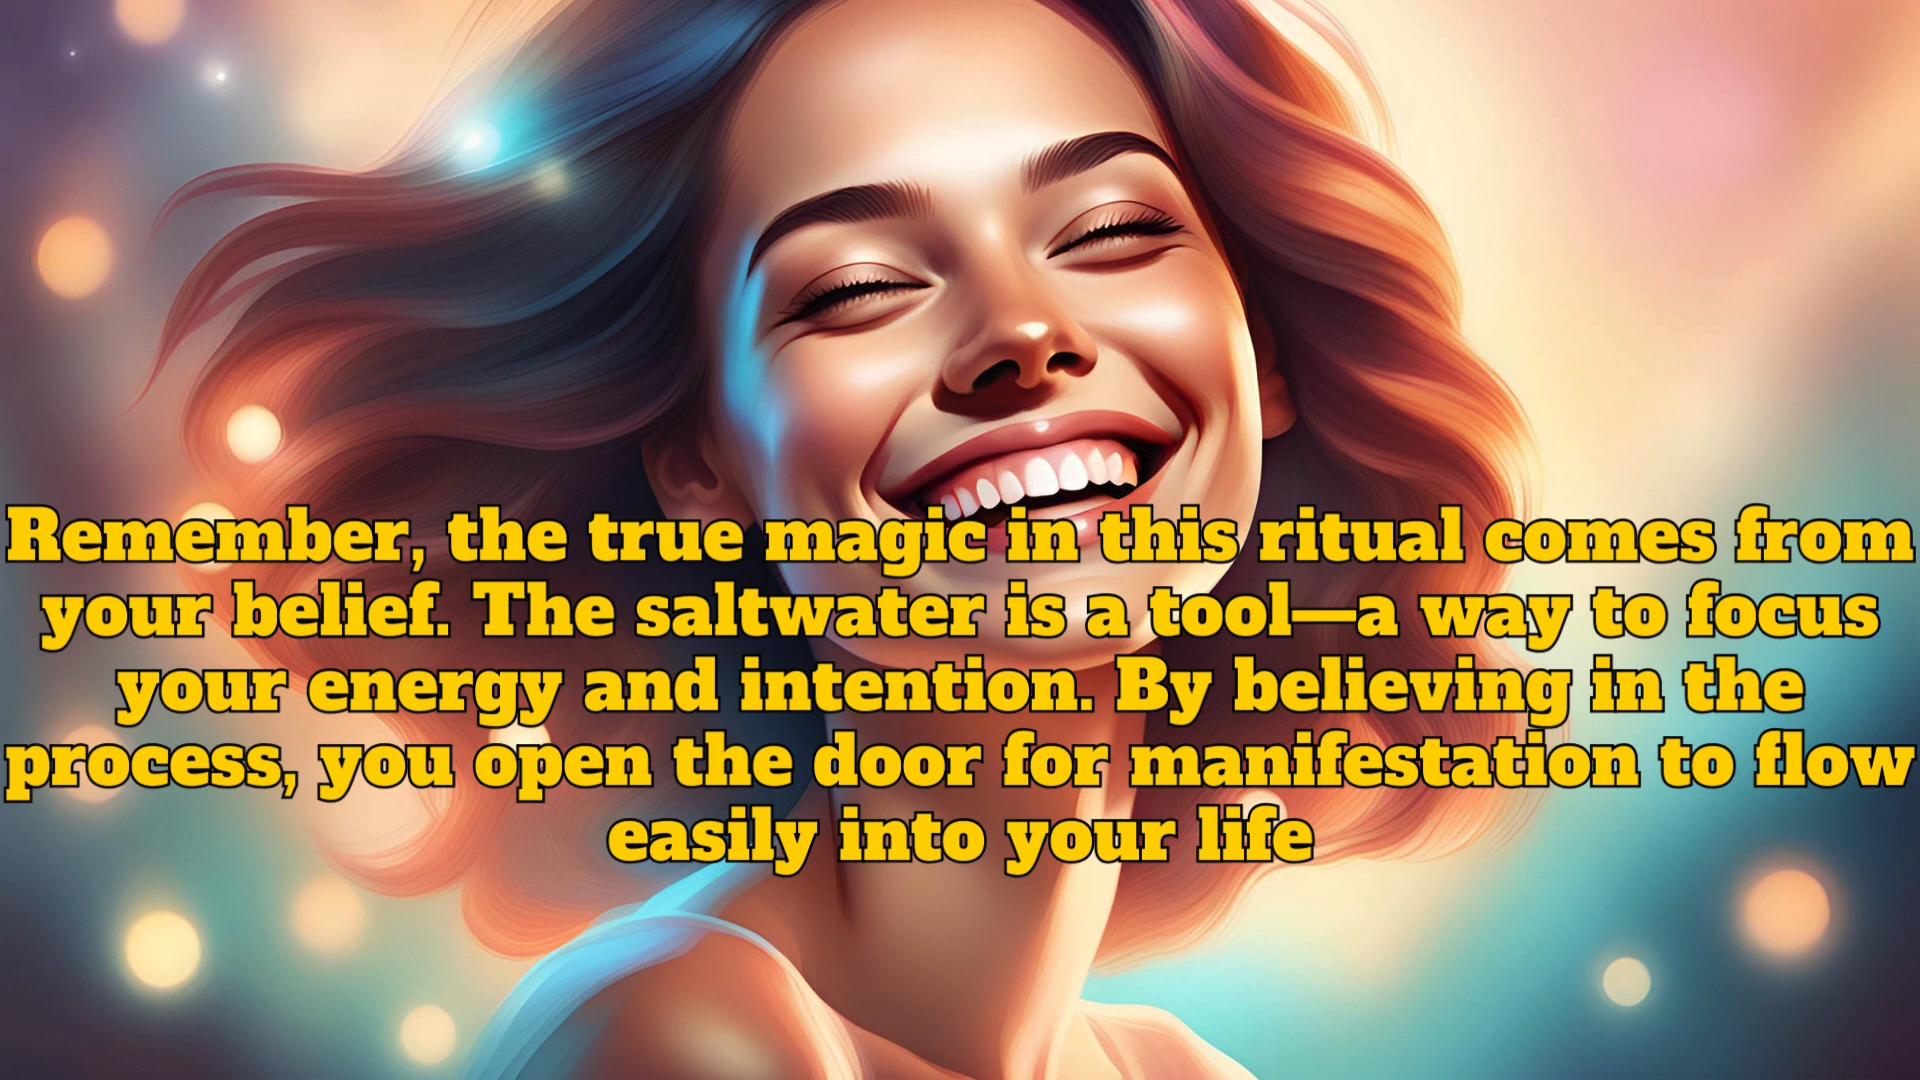 Remember, the true magic in this ritual comes from
your belief. The saltwater is a tool—a way to focus
your energy and intention. By believing in the
process, you open the door for manifestation to flow
easily into your life